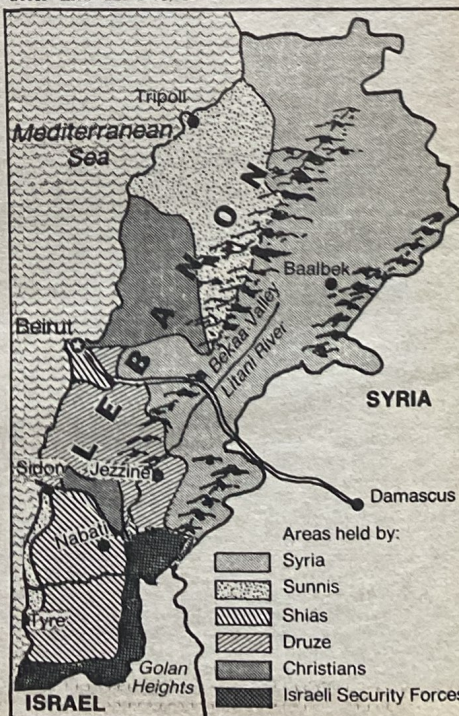 Tripoli
Mediterranean
Sea
LEBANON
Baalbek
Beirut
Bekaa Valley
Litani River
SYRIA
Sidon
Jezzine
Damascus
Nabati
Tyre
Areas held by:
Syria
Sunnis
Shias
Druze
Christians
Israeli Security Forces
Golan
Heights
ISRAEL